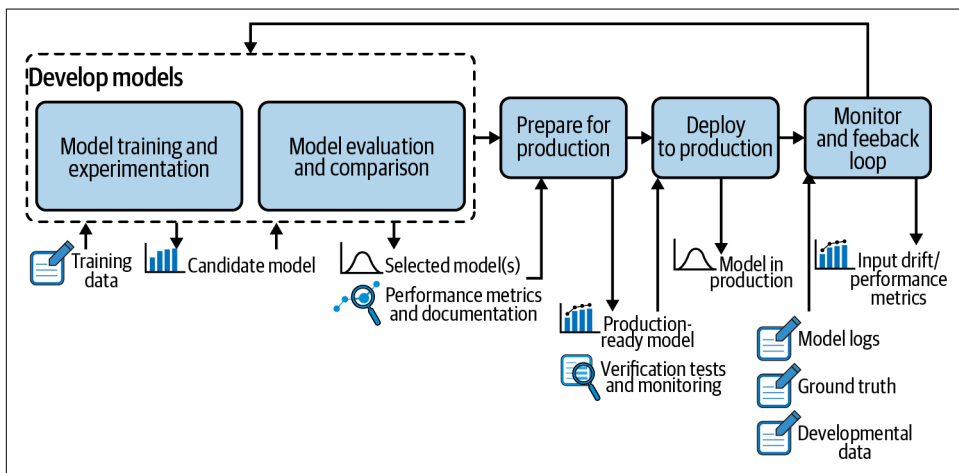 Develop models
Model training and
experimentation
Model evaluation
and comparison
Prepare for
production
Deploy
to production
Monitor
and feeback
loop
Training
data
Candidate model
Selected model(s)
Performance metrics
and documentation
Production-
ready model
Verification tests
and monitoring
Model in
production
Input drift/
performance
metrics
Model logs
Ground truth
Developmental
data